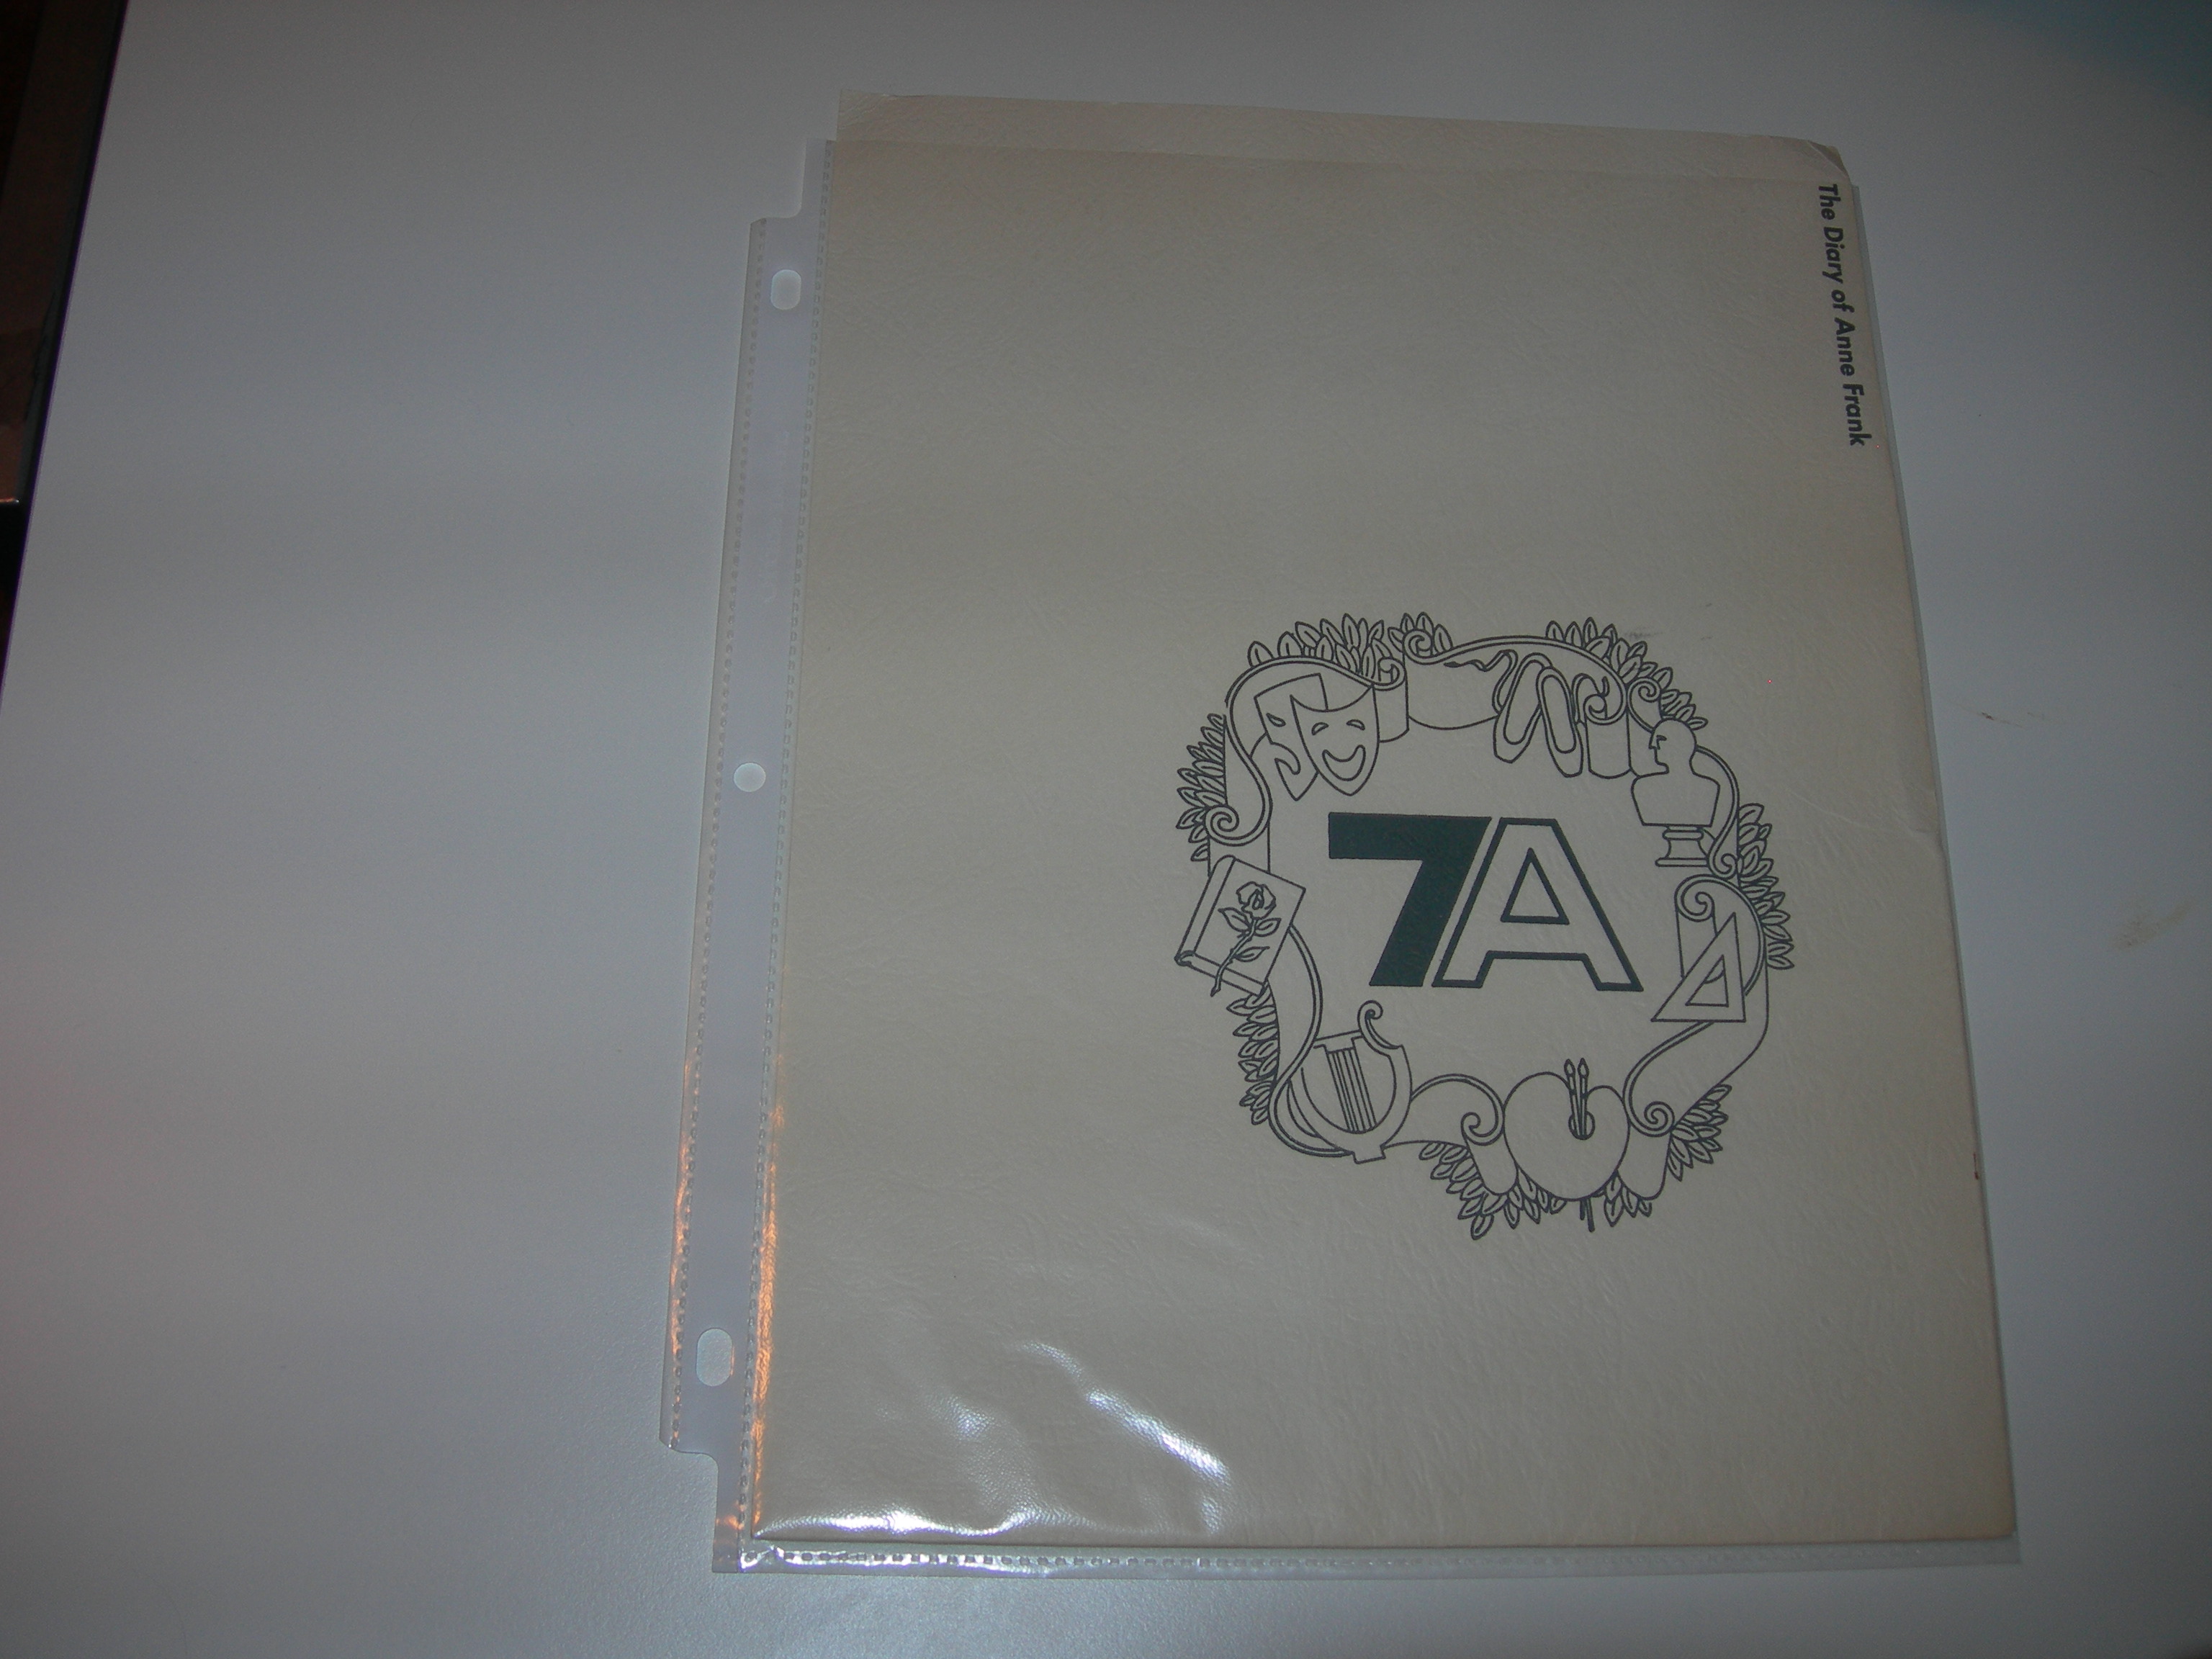 The Diary of Anne Frank
7A